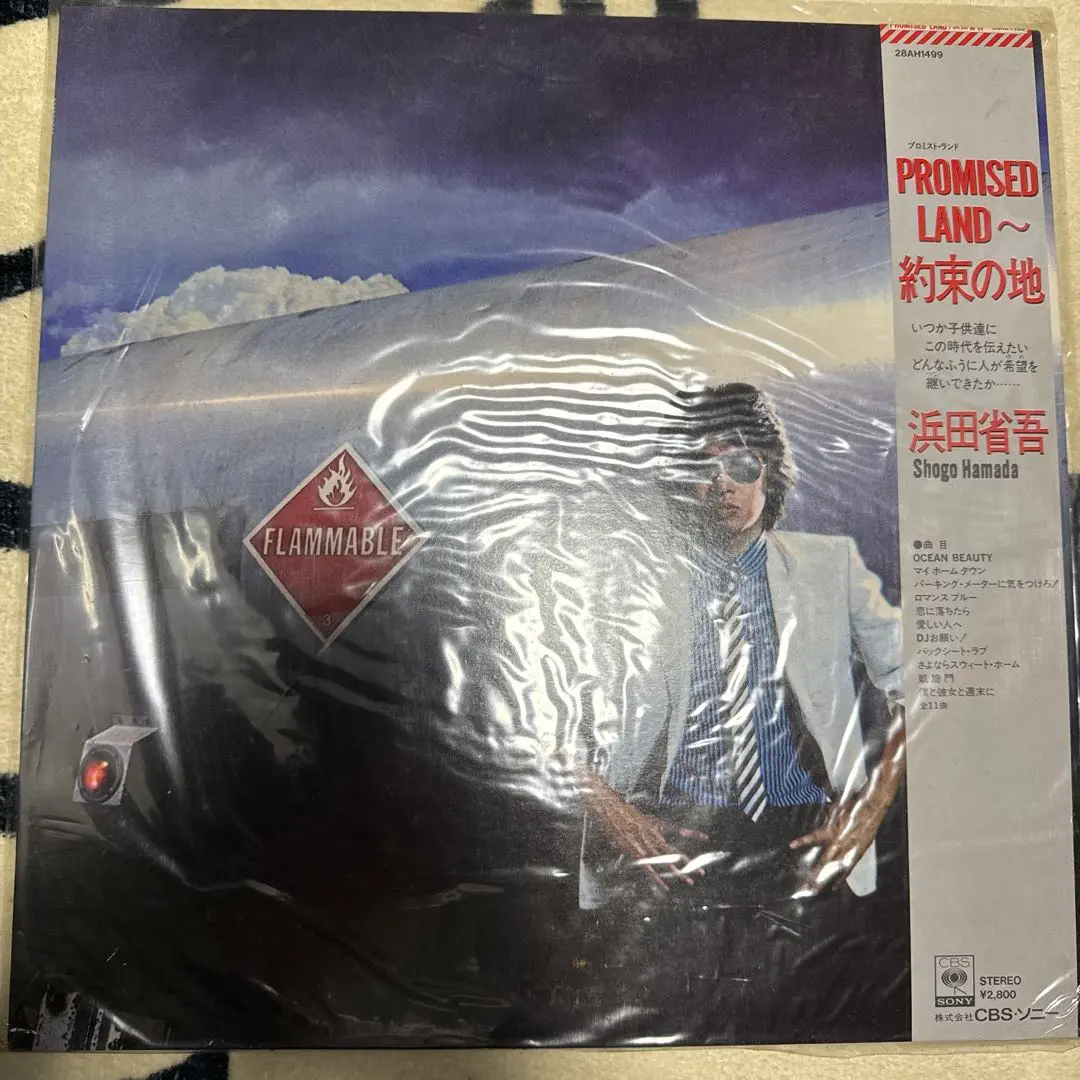 28AH1499
プロミスト・ランド
PROMISED
LAND〜
約束の地
いつか子供達に
この時代を伝えたい
どんなふうに人が希望を
継いできたか……
浜田省吾
Shogo Hamada
●曲目
OCEAN BEAUTY
マイ ホーム タウン
パーキング・メーターに気をつけろ!
ロマンス ブルー
恋に落ちたら
愛しい人へ
DJお願い!
バックシート・ラブ
さよならスウィート・ホーム
凱旋門
僕と彼女と週末に
全11曲
FLAMMABLE
3
CBS
SONY
STEREO
¥2,800
株式会社CBS・ソニー